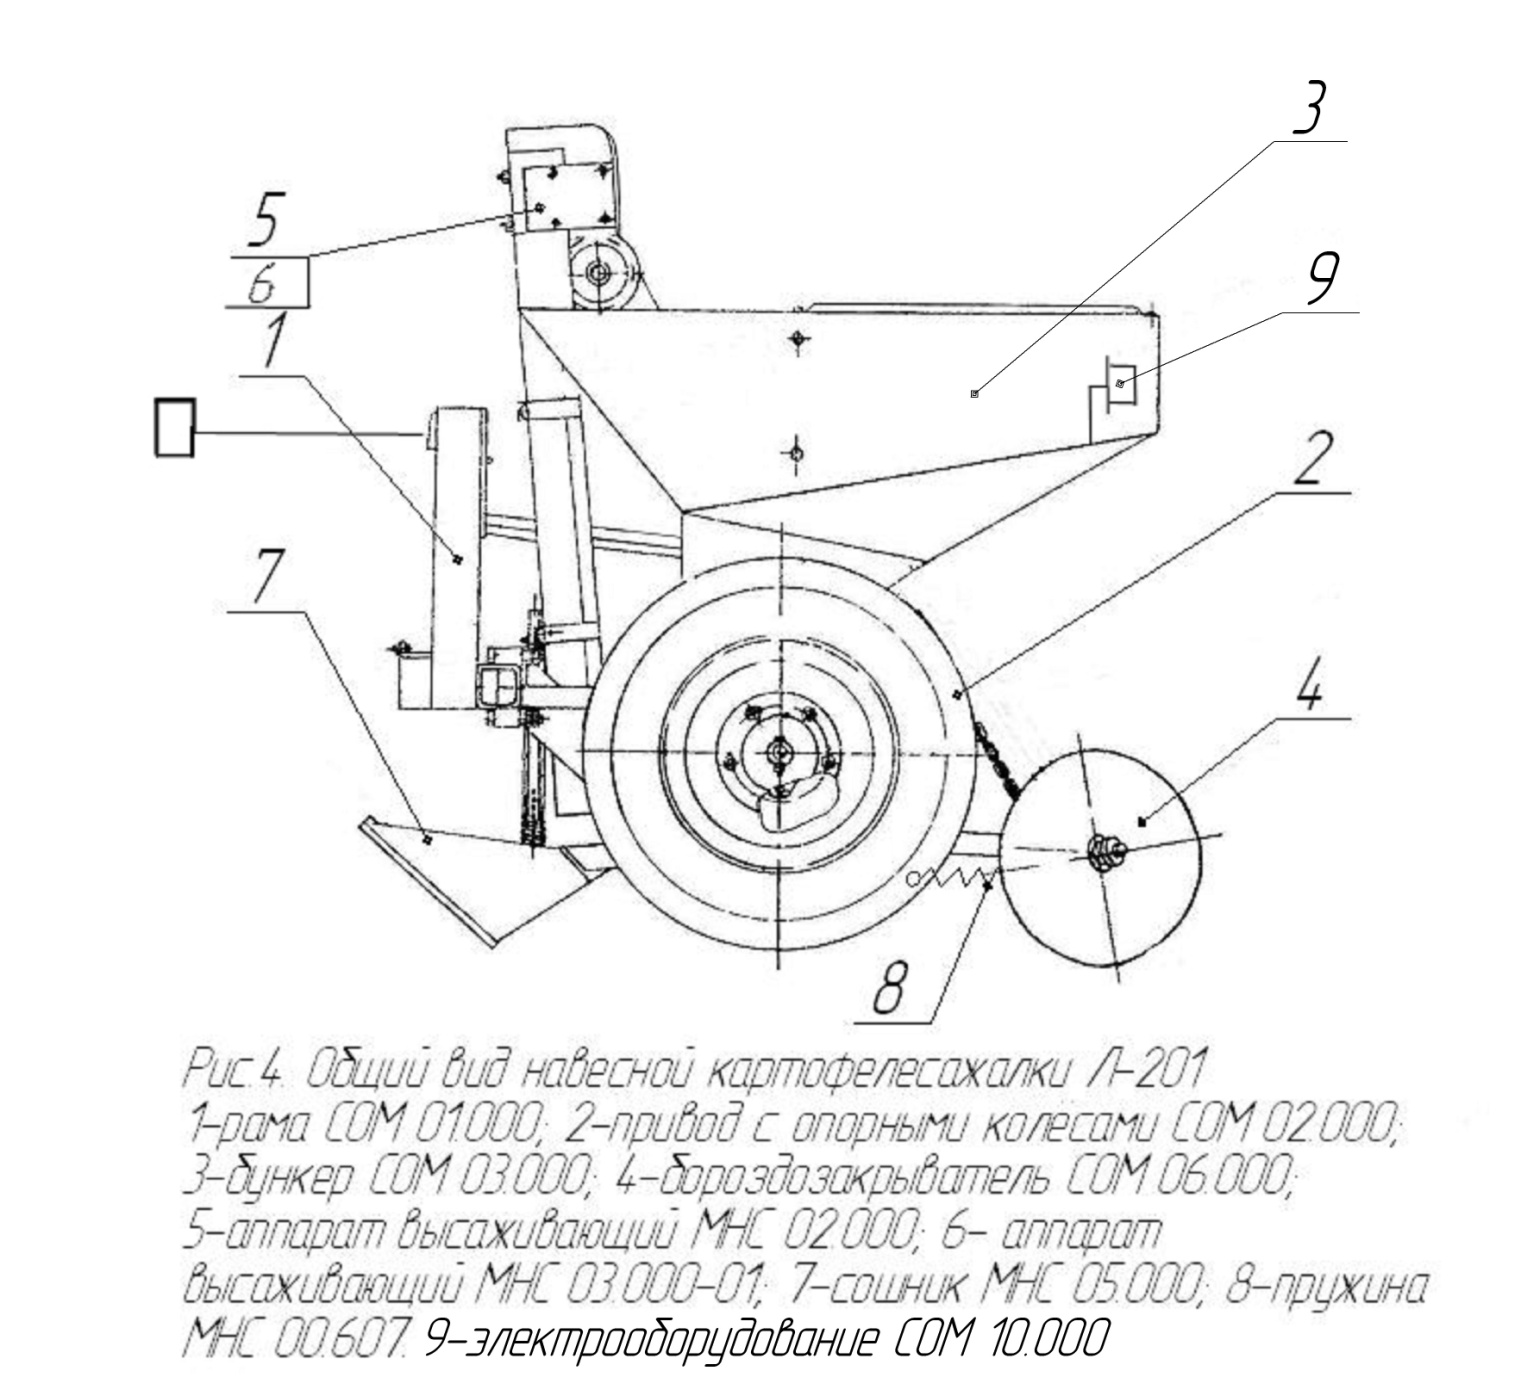 3
5
6
9
1
2
7
4
8
Рис.4. Общий вид навесной картофелесажалки Л-201
1-рама СОМ 01.000; 2-привод с опорными колесами СОМ 02.000;
3-бункер СОМ 03.000; 4-бороздозакрыватель СОМ 06.000;
5-аппарат высаживающий МНС 02.000; 6- аппарат
высаживающий МНС 03.000-01; 7-сошник МНС 05.000; 8-пружина
МНС 00.607. 9-электрооборудование СОМ 10.000